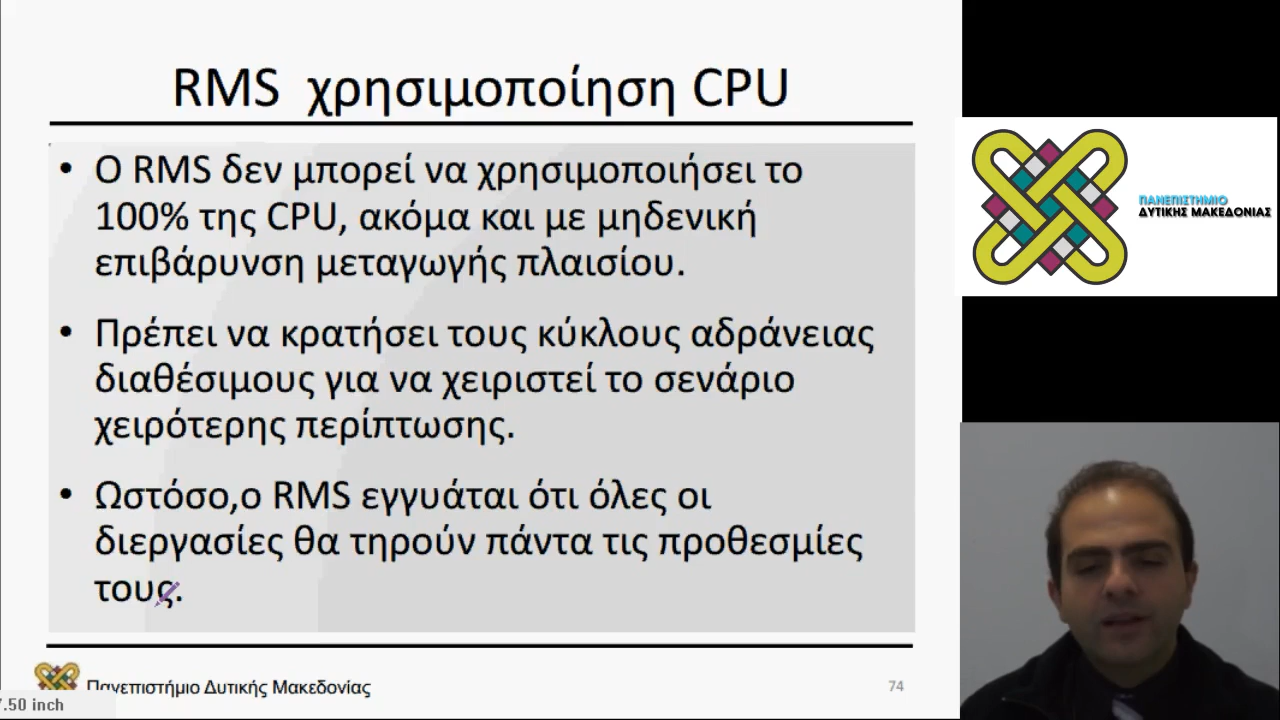 RMS χρησιμοποίηση CPU
• Ο RMS δεν μπορεί να χρησιμοποιήσει το
100% της CPU, ακόμα και με μηδενική
επιβάρυνση μεταγωγής πλαισίου.
• Πρέπει να κρατήσει τους κύκλους αδράνειας
διαθέσιμους για να χειριστεί το σενάριο
χειρότερης περίπτωσης.
• Ωστόσο,ο RMS εγγυάται ότι όλες οι
διεργασίες θα τηρούν πάντα τις προθεσμίες
τους.
Πανεπιστήμιο Δυτικής Μακεδονίας
74
7.50 inch
ΠΑΝΕΠΙΣΤΗΜΙΟ
ΔΥΤΙΚΗΣ ΜΑΚΕΔΟΝΙΑΣ